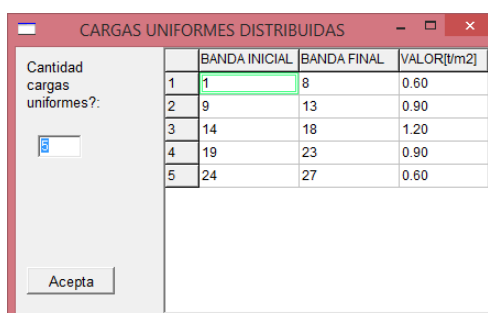 CARGAS UNIFORMES DISTRIBUIDAS
Cantidad
cargas
uniformes?:
5
BANDA INICIAL BANDA FINAL VALOR[t/m2]
1 1 8 0.60
2 9 13 0.90
3 14 18 1.20
4 19 23 0.90
5 24 27 0.60
Acepta